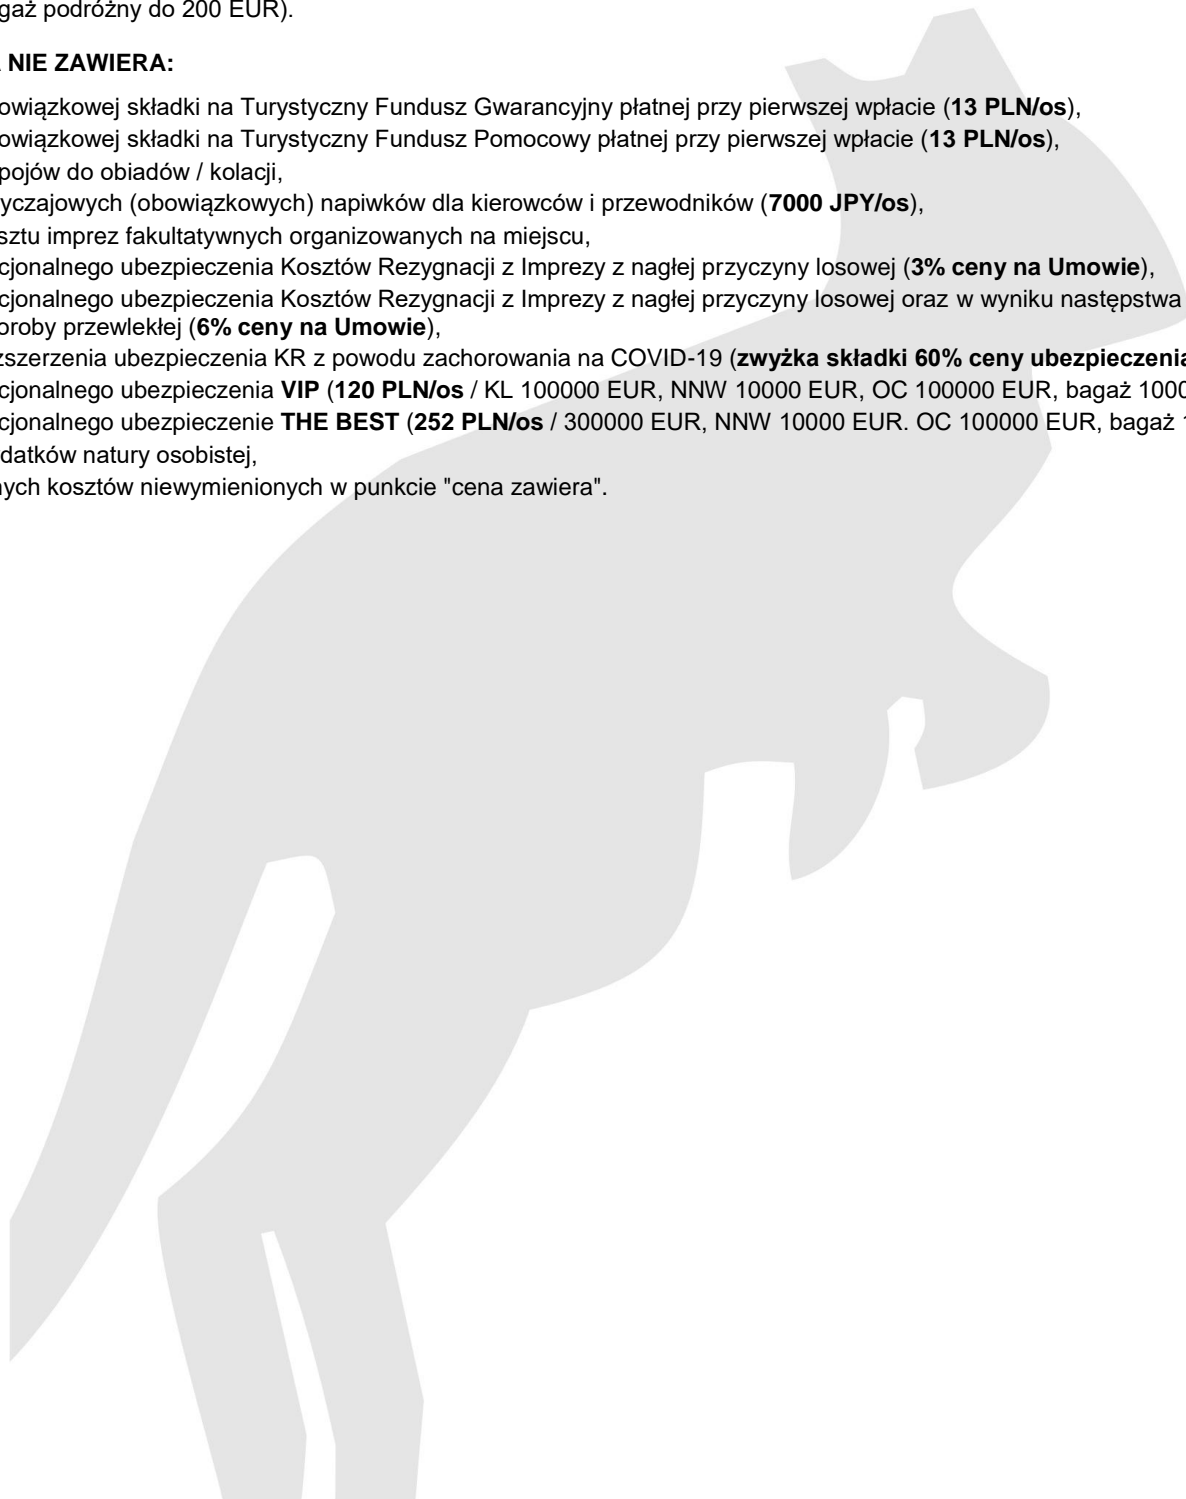 gaż podróżny do 200 EUR).
NIE ZAWIERA:
owiązkowej składki na Turystyczny Fundusz Gwarancyjny płatnej przy pierwszej wpłacie (13 PLN/os),
owiązkowej składki na Turystyczny Fundusz Pomocowy płatnej przy pierwszej wpłacie (13 PLN/os),
pojów do obiadów / kolacji,
yczajowych (obowiązkowych) napiwków dla kierowców i przewodników (7000 JPY/os),
sztu imprez fakultatywnych organizowanych na miejscu,
cjonalnego ubezpieczenia Kosztów Rezygnacji z Imprezy z nagłej przyczyny losowej (3% ceny na Umowie),
cjonalnego ubezpieczenia Kosztów Rezygnacji z Imprezy z nagłej przyczyny losowej oraz w wyniku następstwa
oroby przewlekłej (6% ceny na Umowie),
zszerzenia ubezpieczenia KR z powodu zachorowania na COVID-19 (zwyżka składki 60% ceny ubezpieczenia
cjonalnego ubezpieczenia VIP (120 PLN/os / KL 100000 EUR, NNW 10000 EUR, OC 100000 EUR, bagaż 1000
cjonalnego ubezpieczenie THE BEST (252 PLN/os / 300000 EUR, NNW 10000 EUR. OC 100000 EUR, bagaż 1
datków natury osobistej,
nych kosztów niewymienionych w punkcie "cena zawiera".